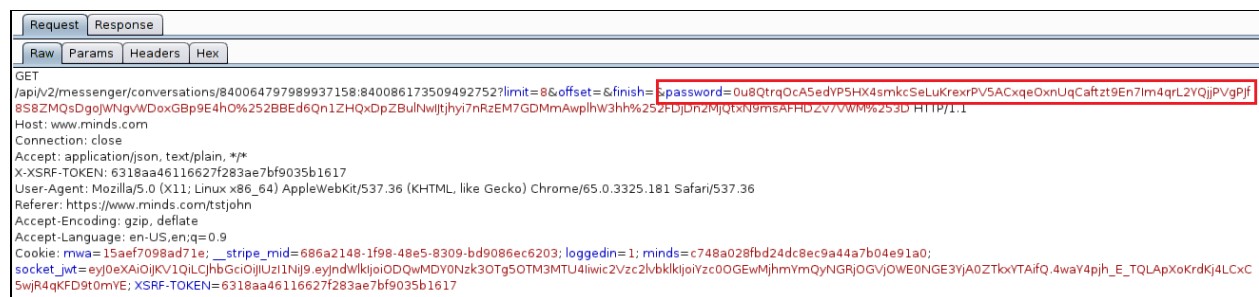 Request Response
Raw Params Headers Hex
GET
/api/v2/messenger/conversations/840064797989937158:840086173509492752?limit=8&offset=&finish=&password=0u8QtrqOcA5edYP5HX4smkcSeLuKrexrPV5ACxqeOxnUqCaftzt9En7Im4qrL2YQjjPVgPJf
8S8ZMQsDgoJWNgvWDoxGBp9E4hO%252BBEd6Qn1ZHQxDpZBulNwIJtjhyi7nRzEM7GDMmAwplhW3hh%252FDjDn2MjQtxN9msAFHDZv7VWM%253D HTTP/1.1
Host: www.minds.com
Connection: close
Accept: application/json, text/plain, */*
X-XSRF-TOKEN: 6318aa46116627f283ae7bf9035b1617
User-Agent: Mozilla/5.0 (X11; Linux x86_64) AppleWebKit/537.36 (KHTML, like Gecko) Chrome/65.0.3325.181 Safari/537.36
Referer: https://www.minds.com/tstjohn
Accept-Encoding: gzip, deflate
Accept-Language: en-US,en;q=0.9
Cookie: mwa=15aef7098ad71e; __stripe_mid=686a2148-1f98-48e5-8309-bd9086ec6203; loggedin=1; minds=c748a028fbd24dc8ec9a44a7b04e91a0;
socket_jwt=eyJ0eXAiOiJKV1QiLCJhbGciOiJIUzI1NiJ9.eyJndWlkIjoiODQwMDY0Nzk3OTg5OTM3MTU4Iiwic2Vzc2lvbklkIjoiYzc0OGEwMjhmYmQyNGRjOGVjOWE0NGE3YjA0ZTkxYTAifQ.4waY4pjh_E_TQLApXoKrdKj4LCxC
5wjR4qKFD9t0mYE; XSRF-TOKEN=6318aa46116627f283ae7bf9035b1617